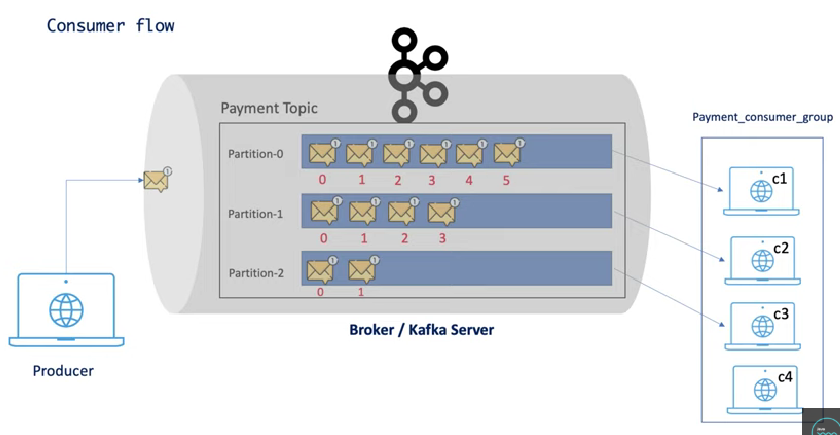 Consumer flow
Payment Topic
Payment_consumer_group
Partition-0
0 1 2 3 4 5
Partition-1
0 1 2 3
Partition-2
0 1
c1
c2
c3
c4
Broker / Kafka Server
Producer